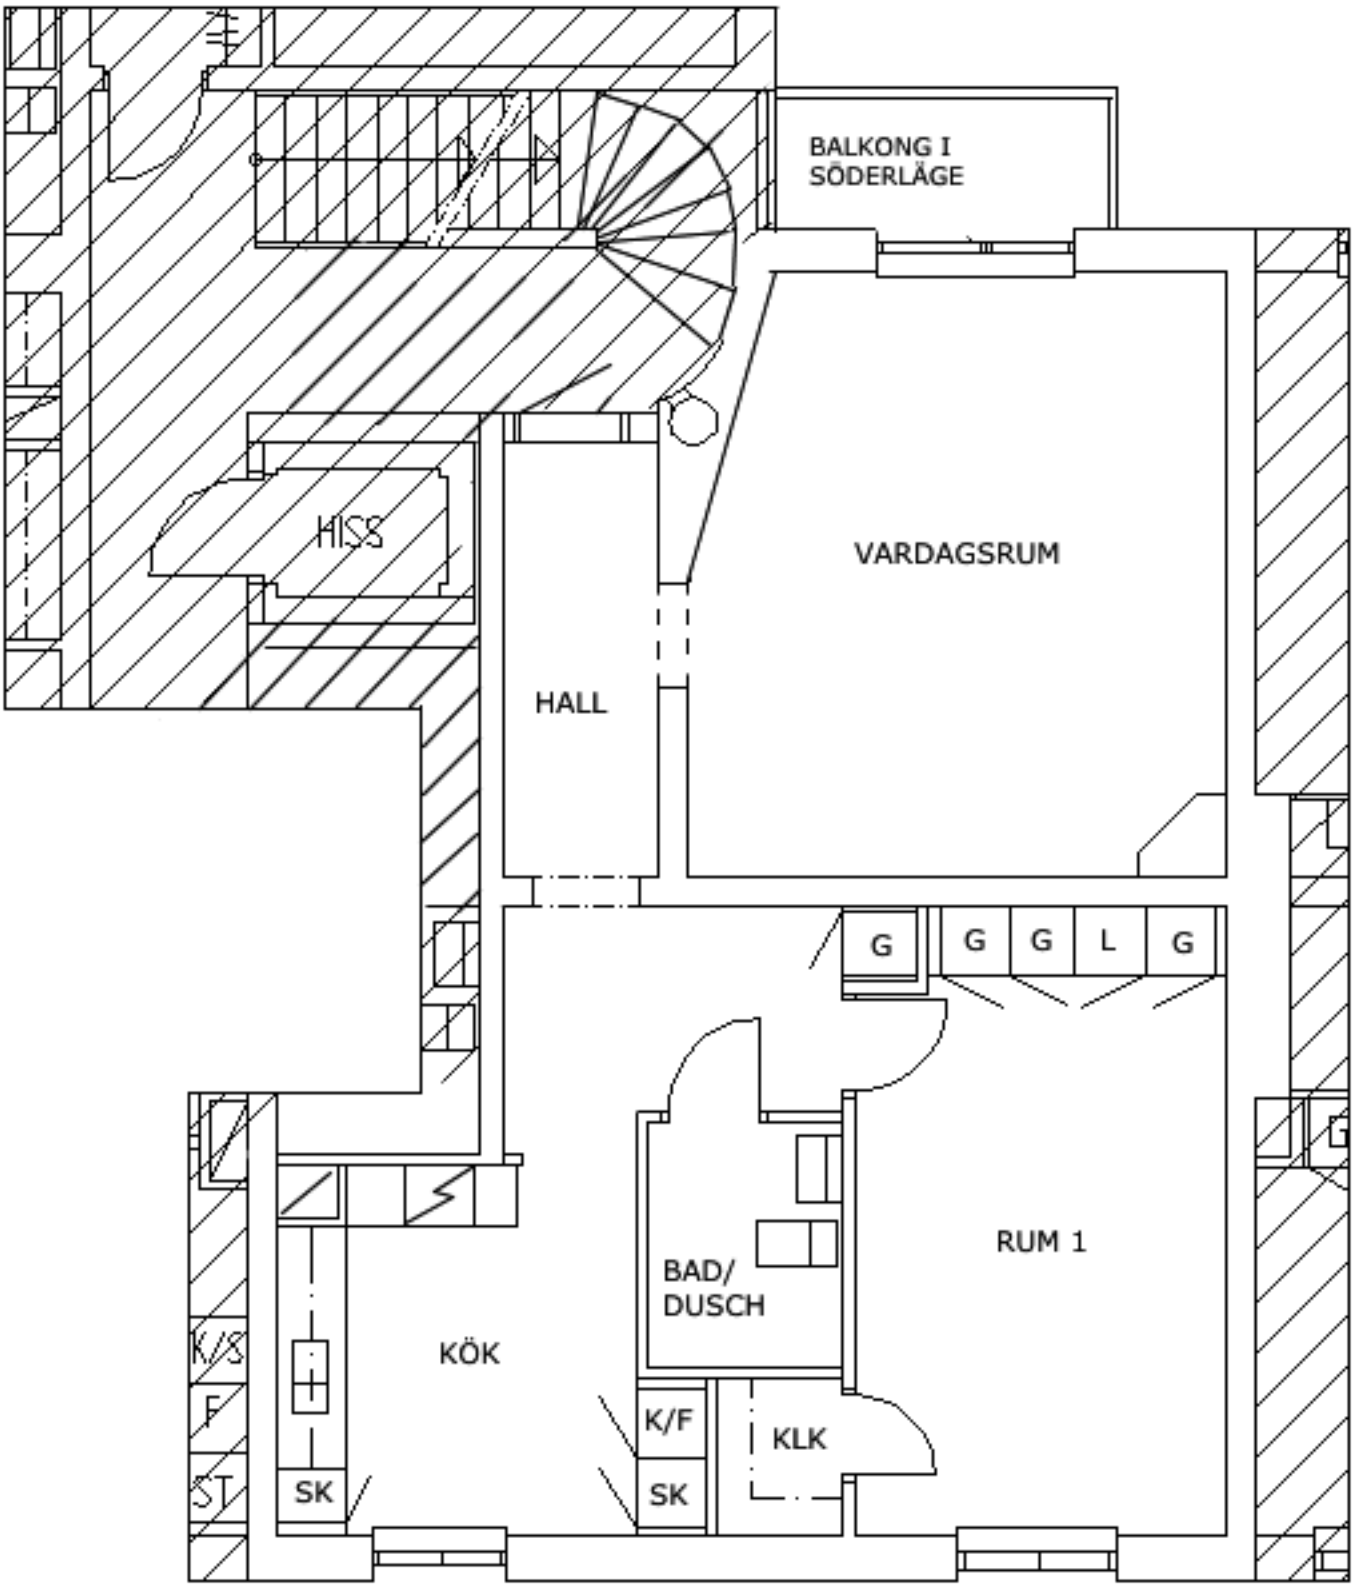 BALKONG I
SÖDERLÄGE
HISS
VARDAGSRUM
HALL
G
G
G
L
G
G
RUM 1
BAD/
DUSCH
KÖK
K/S
F
ST
K/F
KLK
SK
SK